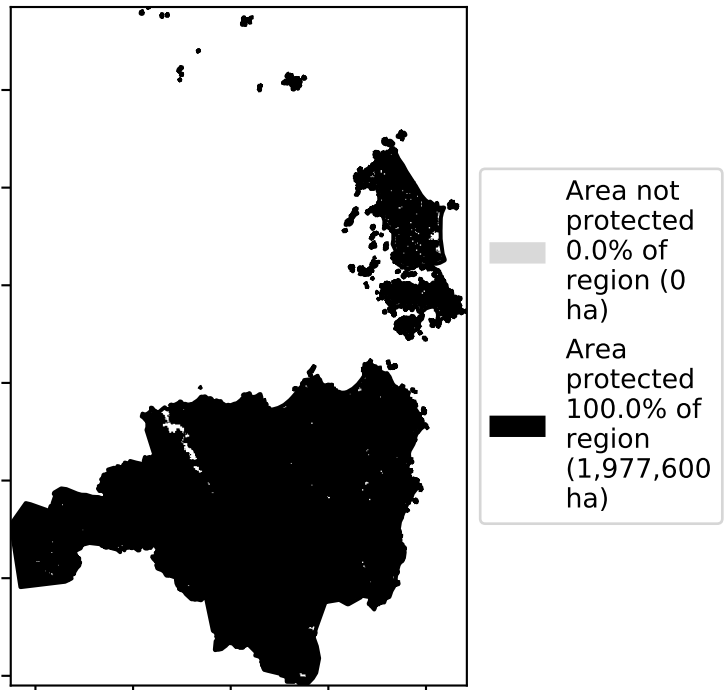 Area not
protected
0.0% of
region (0
ha)
Area
protected
100.0% of
region
(1,977,600
ha)